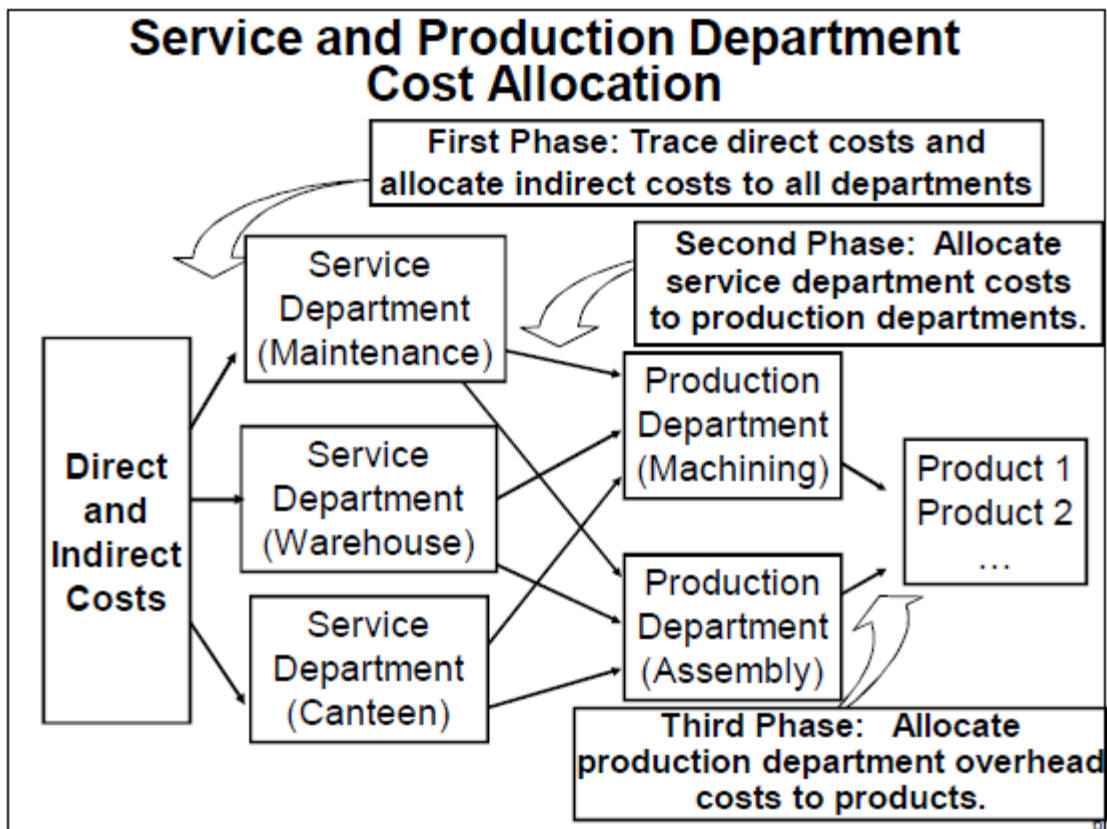 Service and Production Department
Cost Allocation
First Phase: Trace direct costs and
allocate indirect costs to all departments
Second Phase: Allocate
service department costs
to production departments.
Service
Department
(Maintenance)
Production
Department
(Machining)
Direct
and
Indirect
Costs
Service
Department
(Warehouse)
Product 1
Product 2
...
Service
Department
(Canteen)
Production
Department
(Assembly)
Third Phase: Allocate
production department overhead
costs to products.